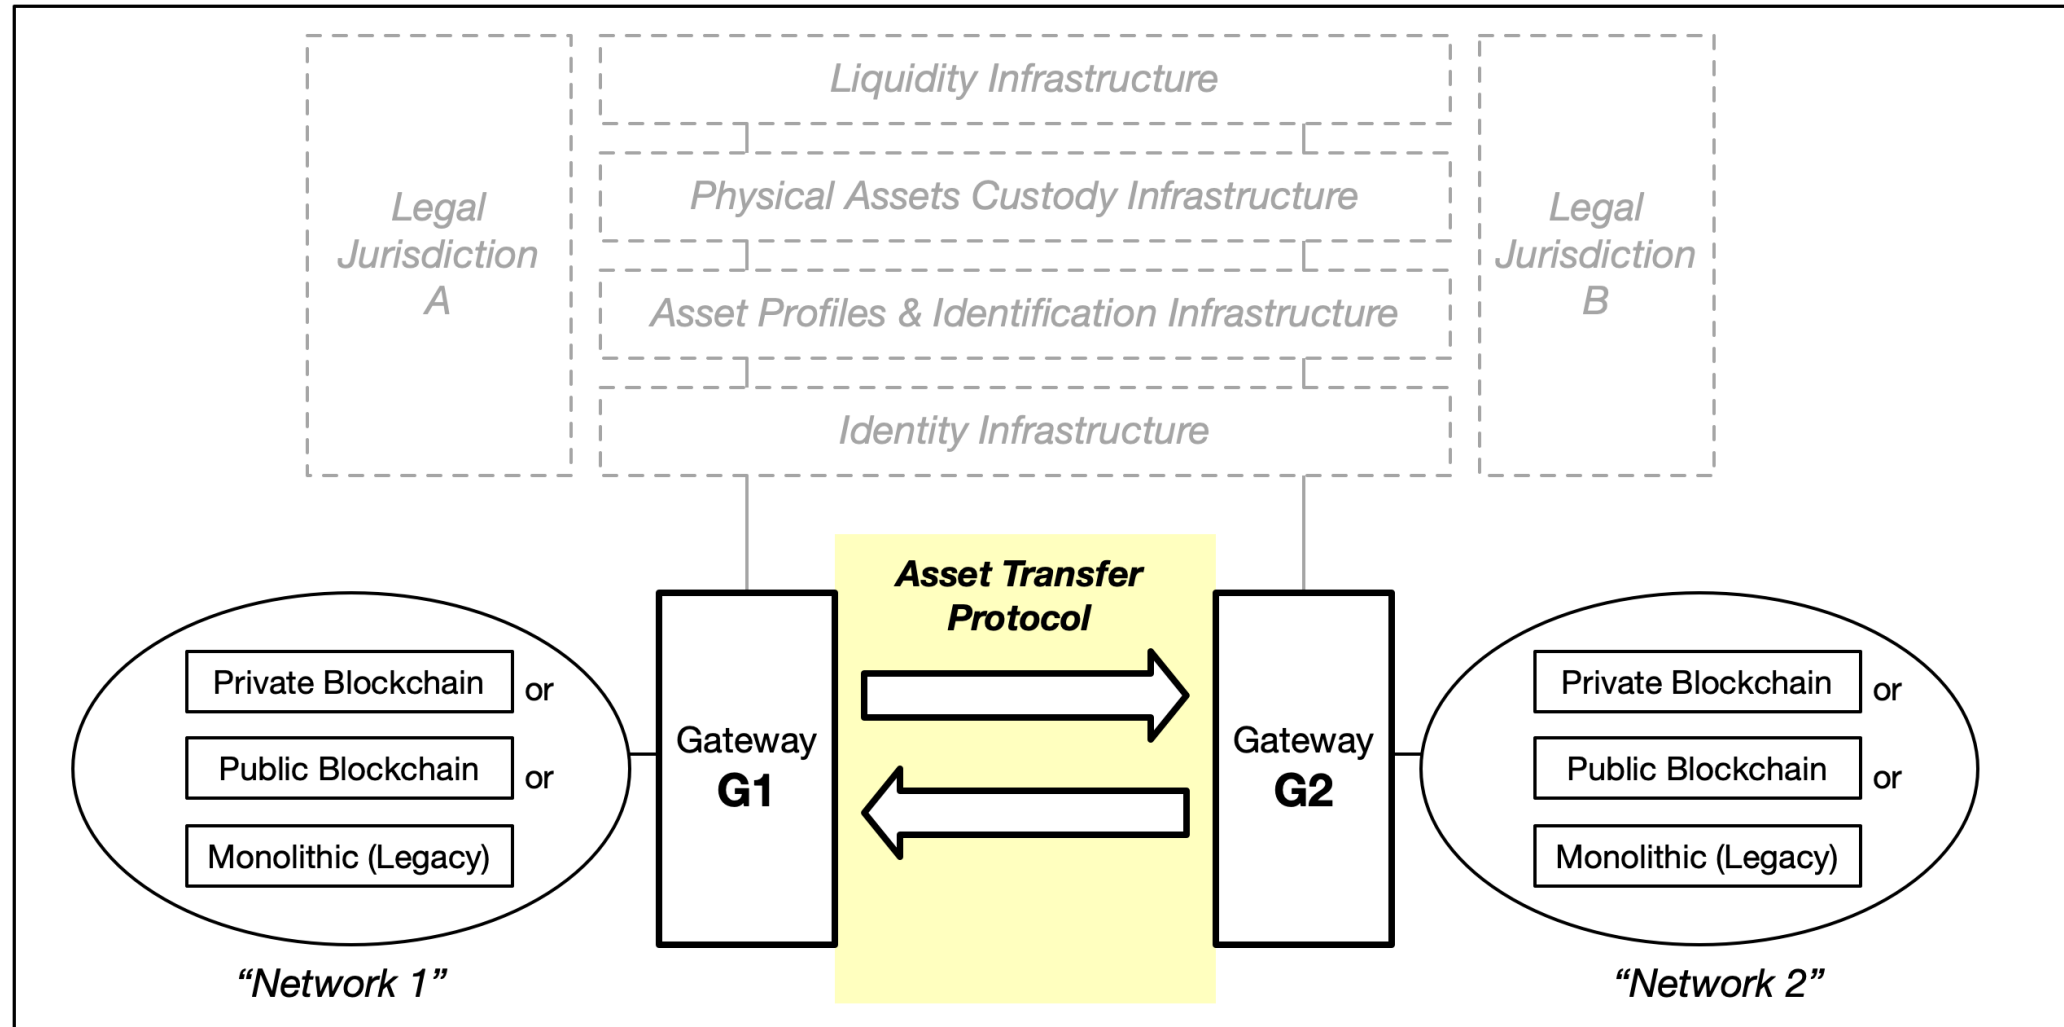 Liquidity Infrastructure
Physical Assets Custody Infrastructure
Asset Profiles & Identification Infrastructure
Identity Infrastructure
Legal
Jurisdiction
A
Legal
Jurisdiction
B
Asset Transfer
Protocol
Private Blockchain or
Public Blockchain or
Monolithic (Legacy)
“Network 1”
Gateway
G1
Gateway
G2
Private Blockchain or
Public Blockchain or
Monolithic (Legacy)
“Network 2”